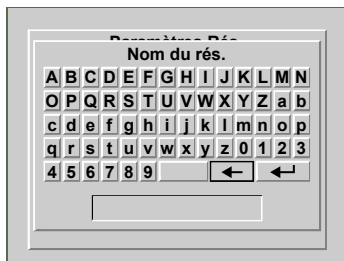 Paramètres Rés.
Nom du rés.
A B C D E F G H I J K L M N
O P Q R S T U V W X Y Z a b
c d e f g h i j k l m n o p
q r s t u v w x y z 0 1 2 3
4 5 6 7 8 9